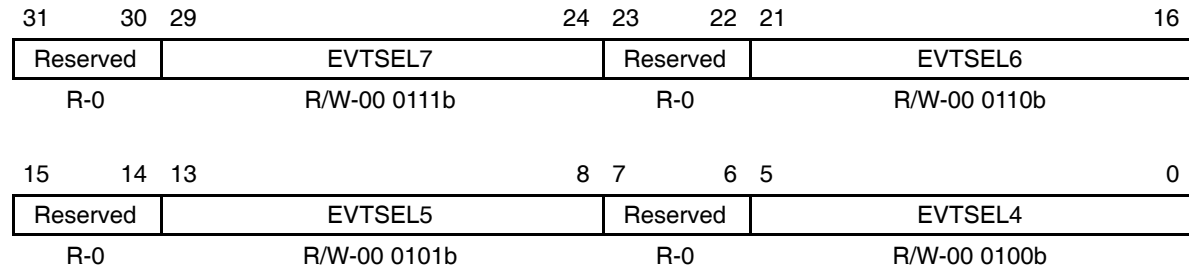 31 30 29 24 23 22 21 16
Reserved EVTSEL7 Reserved EVTSEL6
R-0 R/W-00 0111b R-0 R/W-00 0110b
15 14 13 8 7 6 5 0
Reserved EVTSEL5 Reserved EVTSEL4
R-0 R/W-00 0101b R-0 R/W-00 0100b